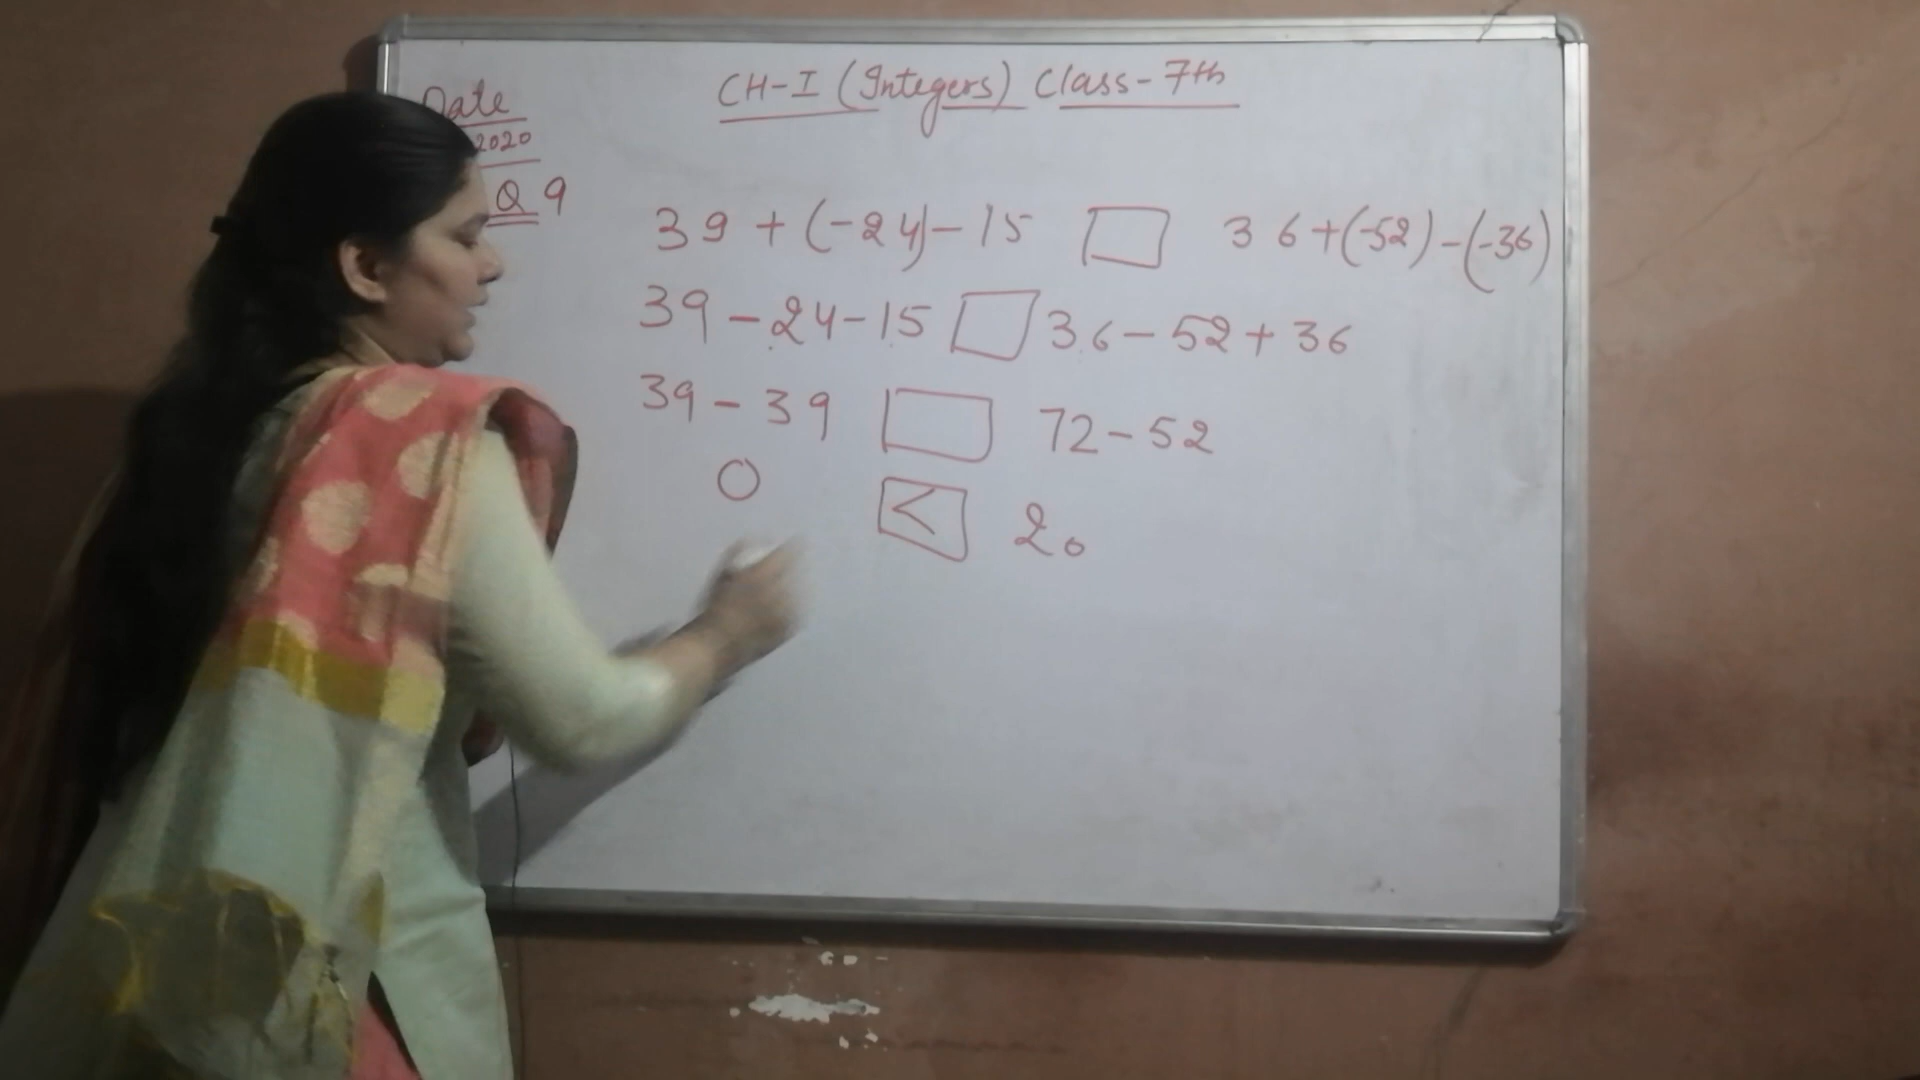 CH-I (Integers) Class-7th
Date
2020
Q 9
39 + (-24) - 15 □ 36 + (-52) - (-36)
39 - 24 - 15 □ 36 - 52 + 36
39 - 39 □ 72 - 52
0 < 20